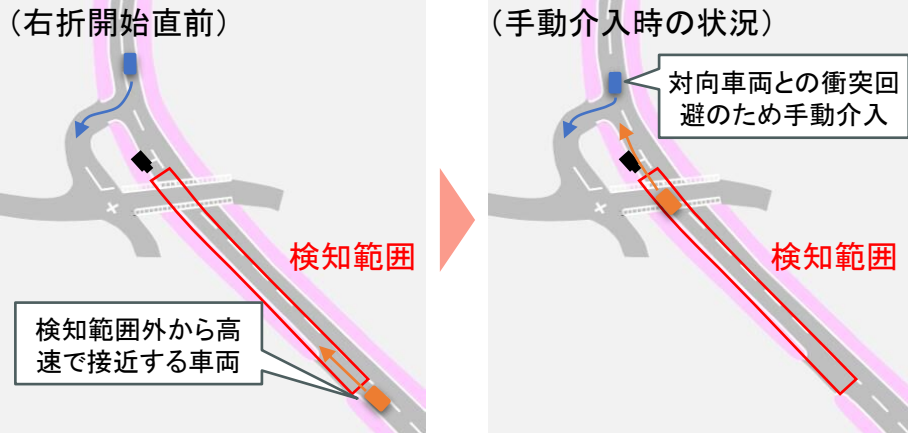 （右折開始直前）
検知範囲
検知範囲外から高
速で接近する車両
（手動介入時の状況）
対向車両との衝突回
避のため手動介入
検知範囲